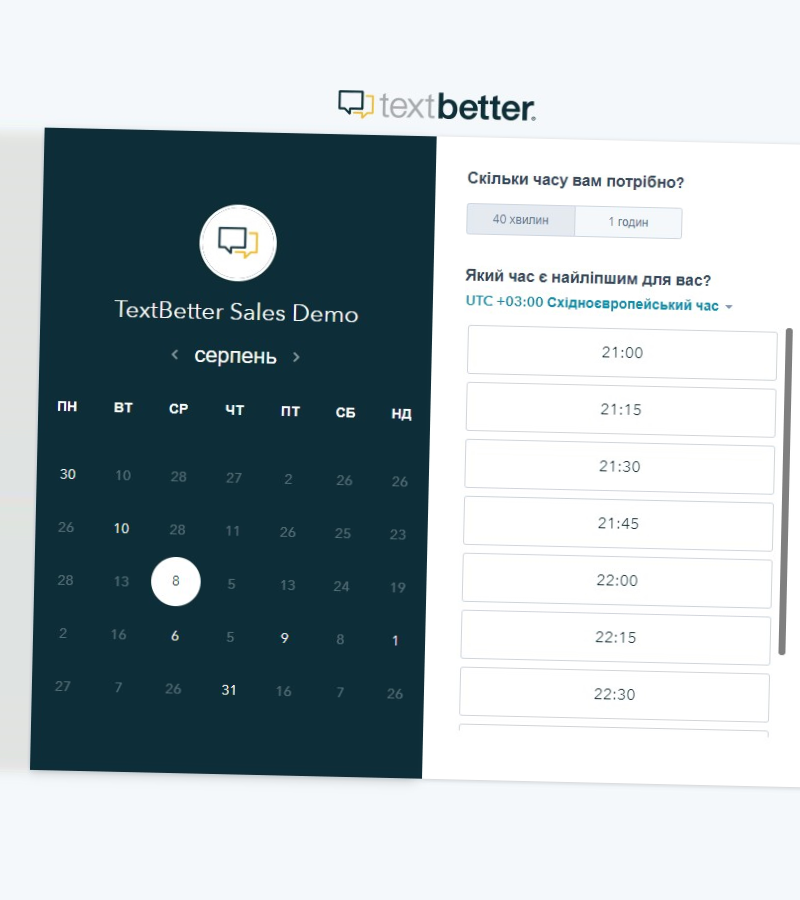 textbetter.
TextBetter Sales Demo
серпень
ПН ВТ СР ЧТ ПТ СБ НД
30 10 28 27 2 26 26
26 10 28 11 26 25 23
28 13 8 5 13 24 19
2 16 6 5 9 8 1
27 7 26 31 16 7 26
Скільки часу вам потрібно?
40 хвилин 1 годин
Який час є найліпшим для вас?
UTC +03:00 Східноєвропейський час
21:00
21:15
21:30
21:45
22:00
22:15
22:30